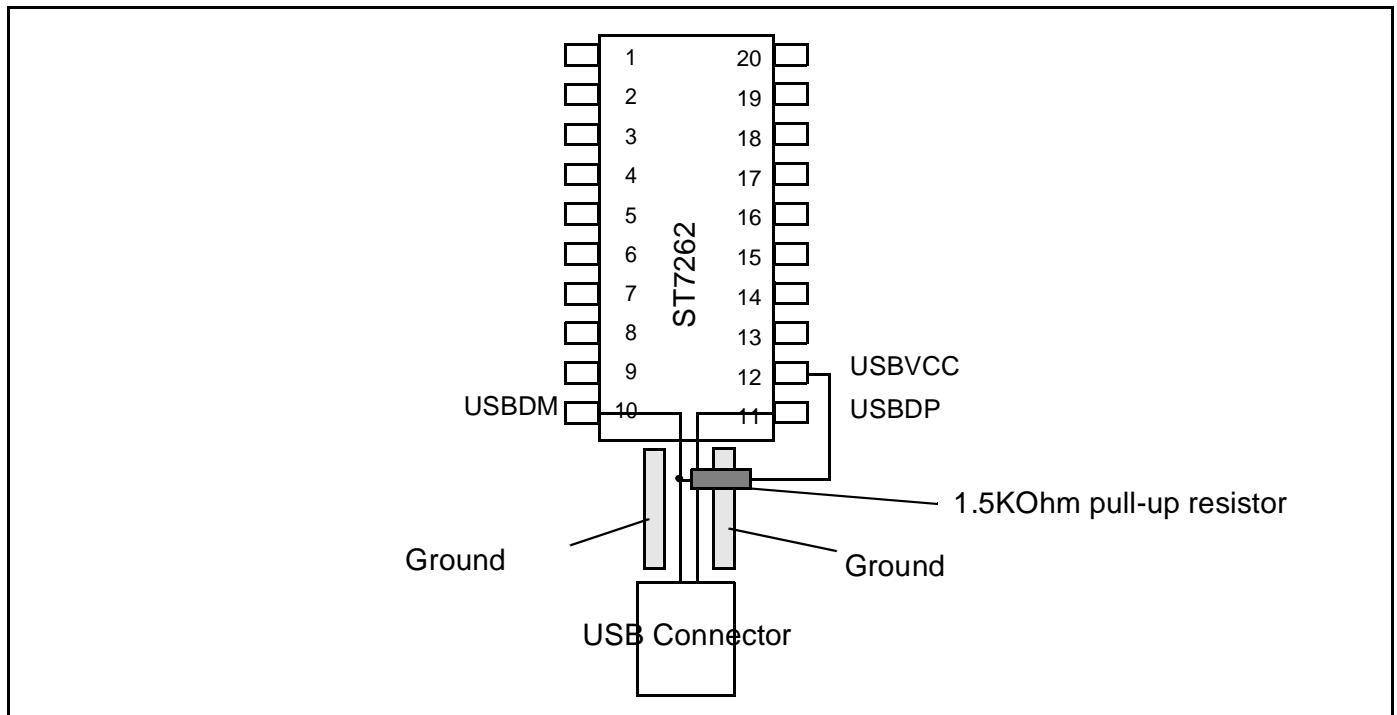 1 20
2 19
3 18
4 17
5 16
6 15
7 14
8 13
9 12 USBVCC
USBDM 10 11 USBDP
ST7262
1.5KOhm pull-up resistor
Ground
Ground
USB Connector